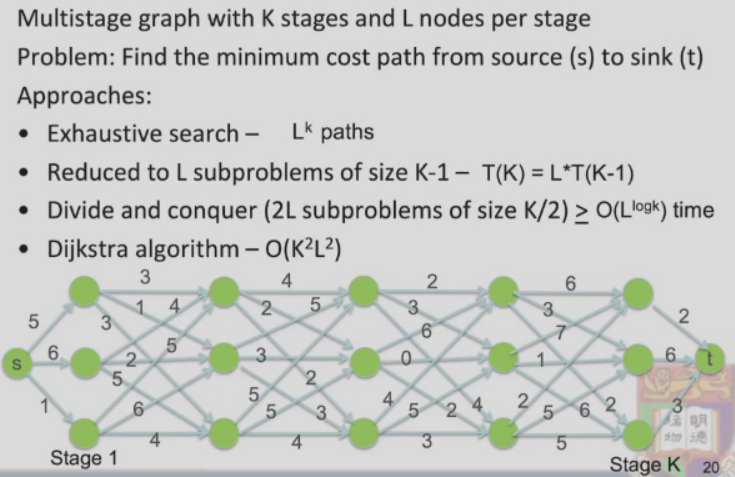 Multistage graph with K stages and L nodes per stage
Problem: Find the minimum cost path from source (s) to sink (t)
Approaches:
• Exhaustive search – Lᵏ paths
• Reduced to L subproblems of size K-1 – T(K) = L*T(K-1)
• Divide and conquer (2L subproblems of size K/2) ≥ O(Lˡᵒᵍᵏ) time
• Dijkstra algorithm – O(K²L²)
3 4 2 6
5 1 4 2 5 3 3 2
3 6 7
s 6 2 5 3 0 1 6 t
5 2
1 6 5 5 3 4 5 2 4 2 5 6 2 3
4 4 3 5
Stage 1
Stage K 20